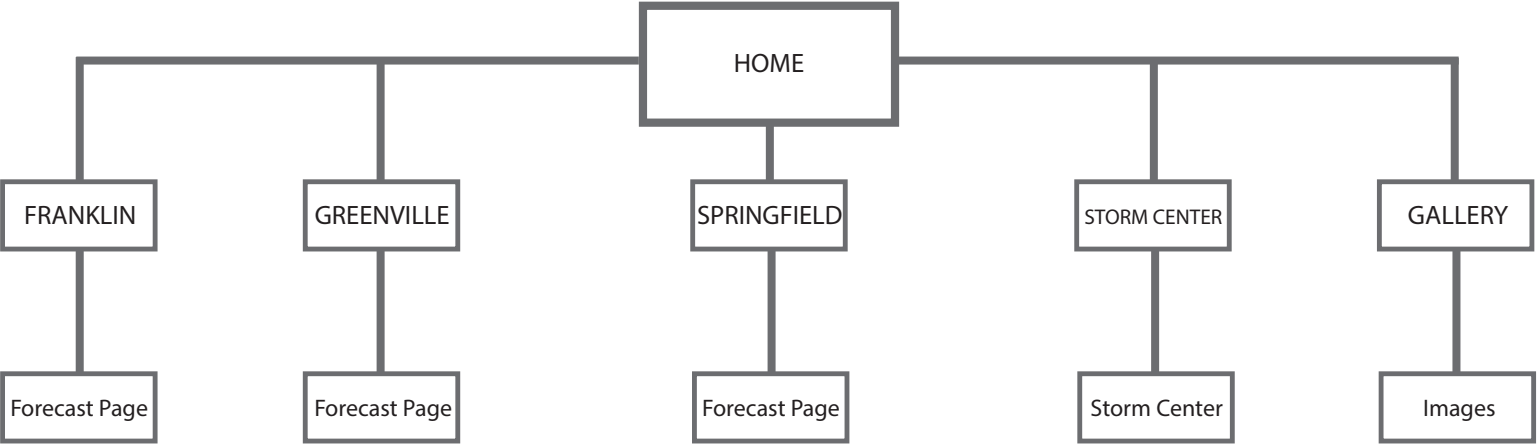 HOME
FRANKLIN
GREENVILLE
SPRINGFIELD
STORM CENTER
GALLERY
Forecast Page
Forecast Page
Forecast Page
Storm Center
Images